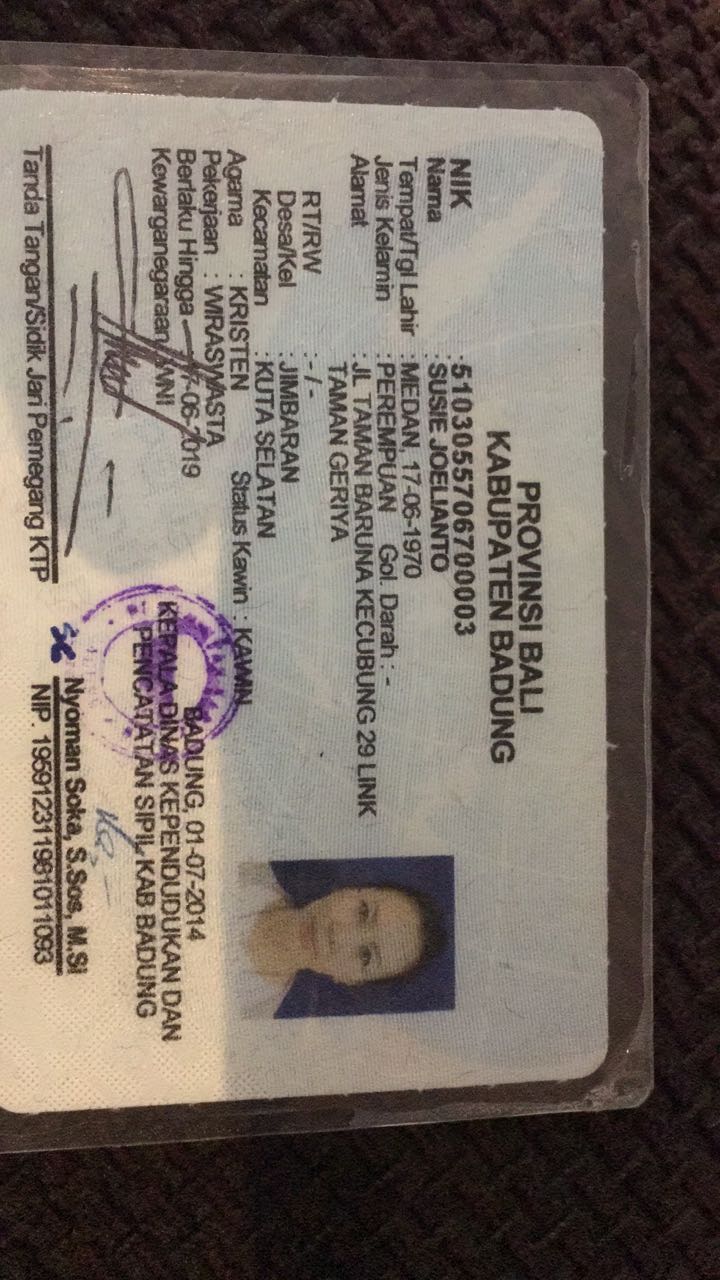 PROVINSI BALI
KABUPATEN BADUNG
NIK : 5103055706700003
Nama : SUSIE JOELIANTO
Tempat/Tgl Lahir : MEDAN, 17-06-1970
Jenis Kelamin : PEREMPUAN Gol. Darah : -
Alamat : JL TAMAN BARUNA KECUBUNG 29 LINK
TAMAN GERIYA
RT/RW : - / -
Desa/Kel : JIMBARAN
Kecamatan : KUTA SELATAN
Agama : KRISTEN Status Kawin : KAWIN
Pekerjaan : WIRASWASTA
Berlaku Hingga -06-2019
Kewarganegaraan WNI
BADUNG, 01-07-2014
KEPALA DINAS KEPENDUDUKAN DAN
PENCATATAN SIPIL KAB BADUNG
Tanda Tangan/Sidik Jari Pemegang KTP
Nyoman Soka, S.Sos, M.Si
NIP. 195912311981011093